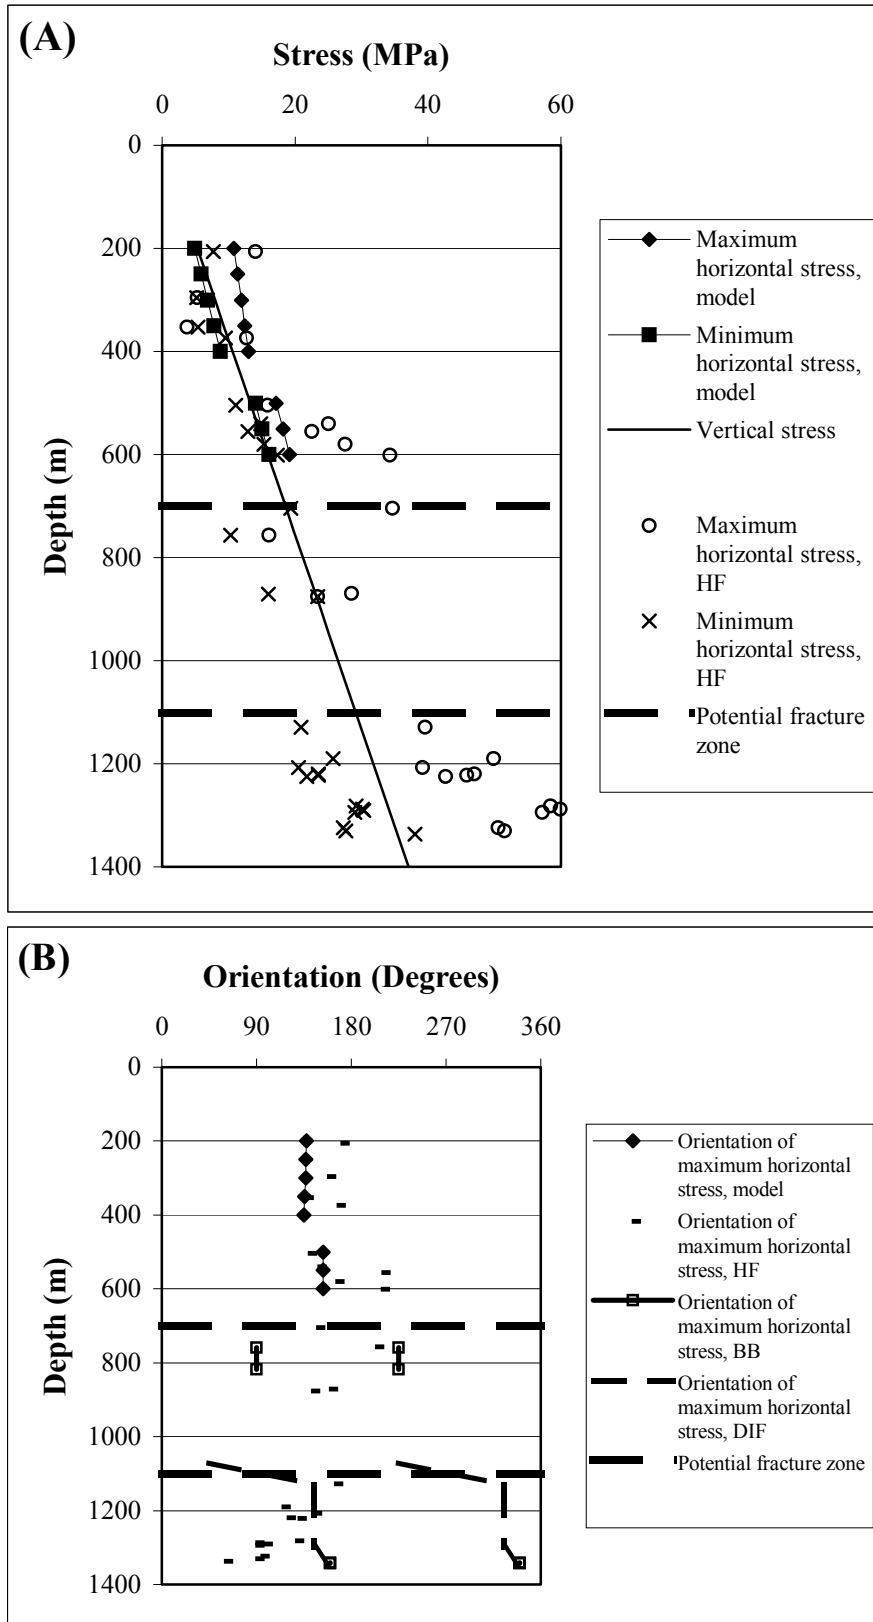 (A)
Stress (MPa)
0 20 40 60
0
200
400
600
800
1000
1200
1400
Depth (m)
Maximum
horizontal stress,
model
Minimum
horizontal stress,
model
Vertical stress
Maximum
horizontal stress,
HF
Minimum
horizontal stress,
HF
Potential fracture
zone
(B)
Orientation (Degrees)
0 90 180 270 360
0
200
400
600
800
1000
1200
1400
Depth (m)
Orientation of
maximum horizontal
stress, model
Orientation of
maximum horizontal
stress, HF
Orientation of
maximum horizontal
stress, BB
Orientation of
maximum horizontal
stress, DIF
Potential fracture zone